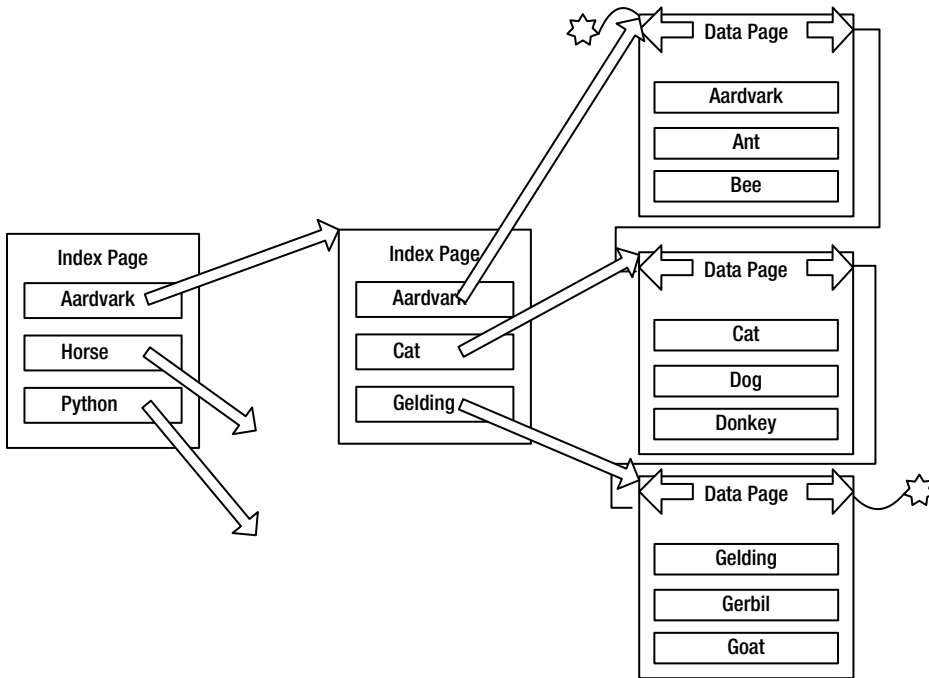 Index Page
Aardvark
Horse
Python
Index Page
Aardvark
Cat
Gelding
Data Page
Aardvark
Ant
Bee
Data Page
Cat
Dog
Donkey
Data Page
Gelding
Gerbil
Goat